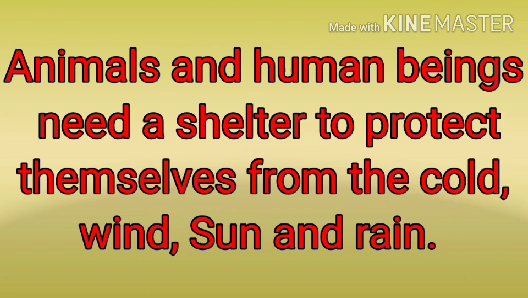 Made with KINEMASTER
Animals and human beings
need a shelter to protect
themselves from the cold,
wind, Sun and rain.